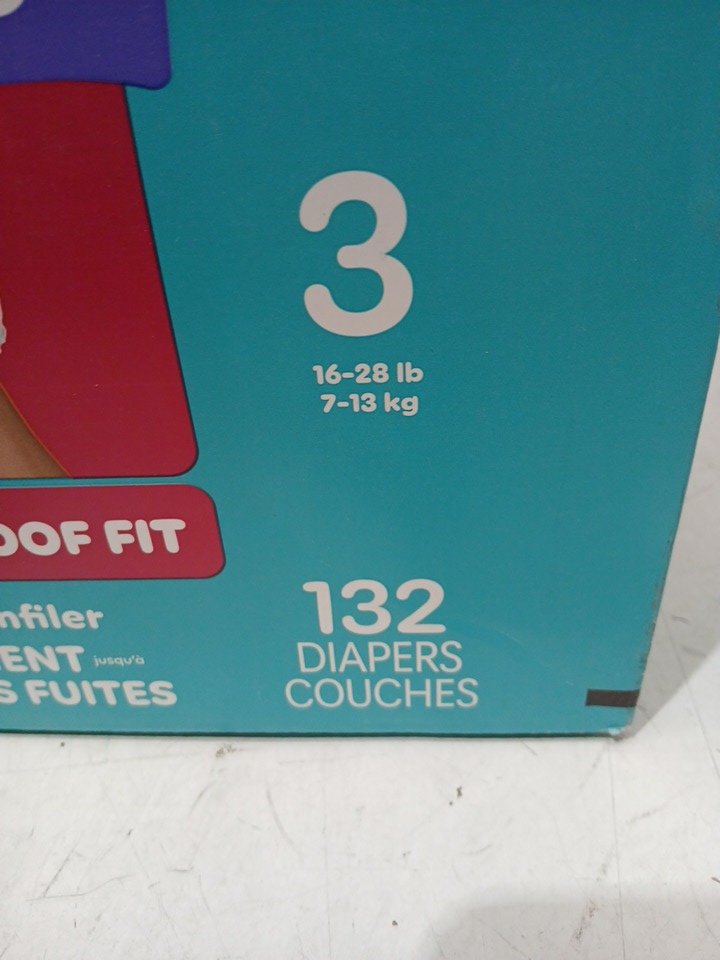 3
16-28 lb
7-13 kg
OOF FIT
nfiler
ENT jusqu'à
S FUITES
132
DIAPERS
COUCHES